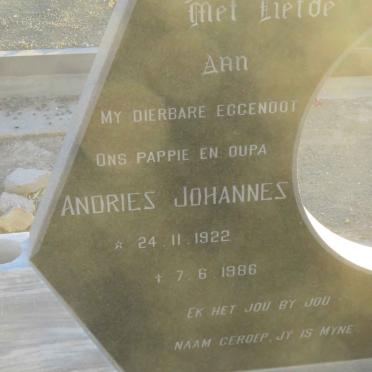 Met Liefde
Aan
MY DIERBARE EGGENOOT
ONS PAPPIE EN OUPA
ANDRIES JOHANNES
☆ 24.11.1922
† 7.6.1986
EK HET JOU BY JOU
NAAM GEROEP, JY IS MYNE